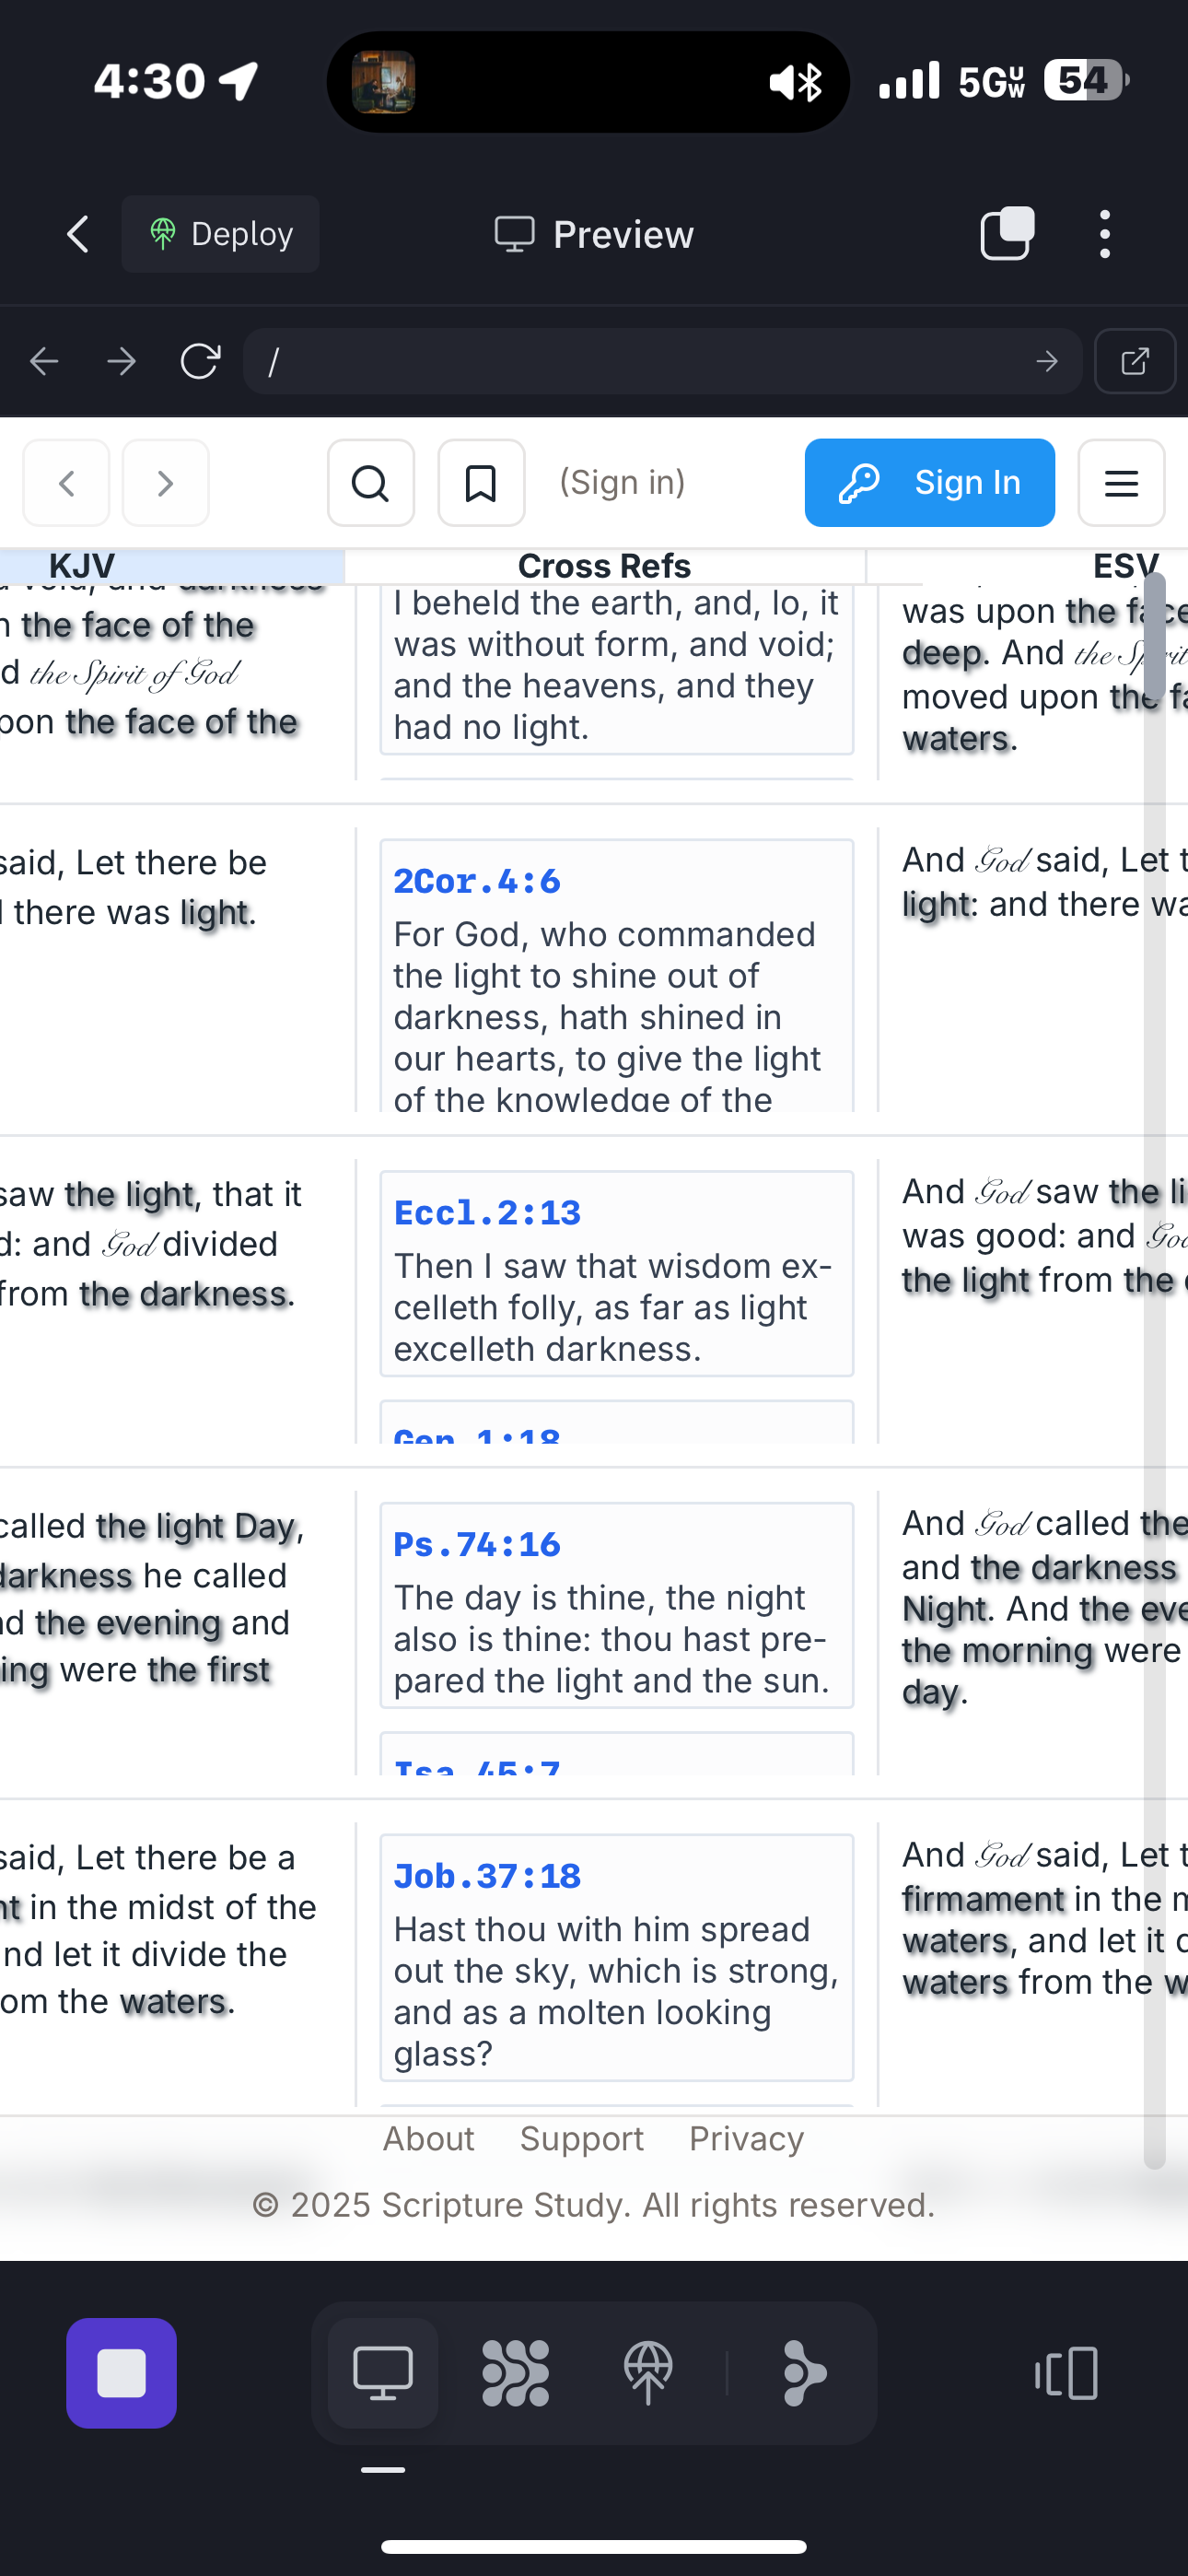 4:30
5G UW
54
Deploy
Preview
/
(Sign in)
Sign In
KJV
Cross Refs
ESV
void, and darkness
the face of the
the Spirit of God
the face of the
I beheld the earth, and, lo, it
was without form, and void;
and the heavens, and they
had no light.
was upon the face
deep. And the Spirit
moved upon the
waters.
said, Let there be
there was light.
2Cor.4:6
For God, who commanded
the light to shine out of
darkness, hath shined in
our hearts, to give the light
of the knowledge of the
And God said, Let
light: and there
saw the light, that it
and God divided
from the darkness.
Eccl.2:13
Then I saw that wisdom ex-
celleth folly, as far as light
excelleth darkness.
Gen.1:18
And God saw the
was good: and God
the light from the
called the light Day,
darkness he called
the evening and
were the first
Ps.74:16
The day is thine, the night
also is thine: thou hast pre-
pared the light and the sun.
Isa.45:7
And God called the
and the darkness
Night. And the
the morning were
day.
said, Let there be a
in the midst of the
and let it divide the
the waters.
Job.37:18
Hast thou with him spread
out the sky, which is strong,
and as a molten looking
glass?
And God said, Let
firmament in the
waters, and let it
waters from the
About Support Privacy
© 2025 Scripture Study. All rights reserved.